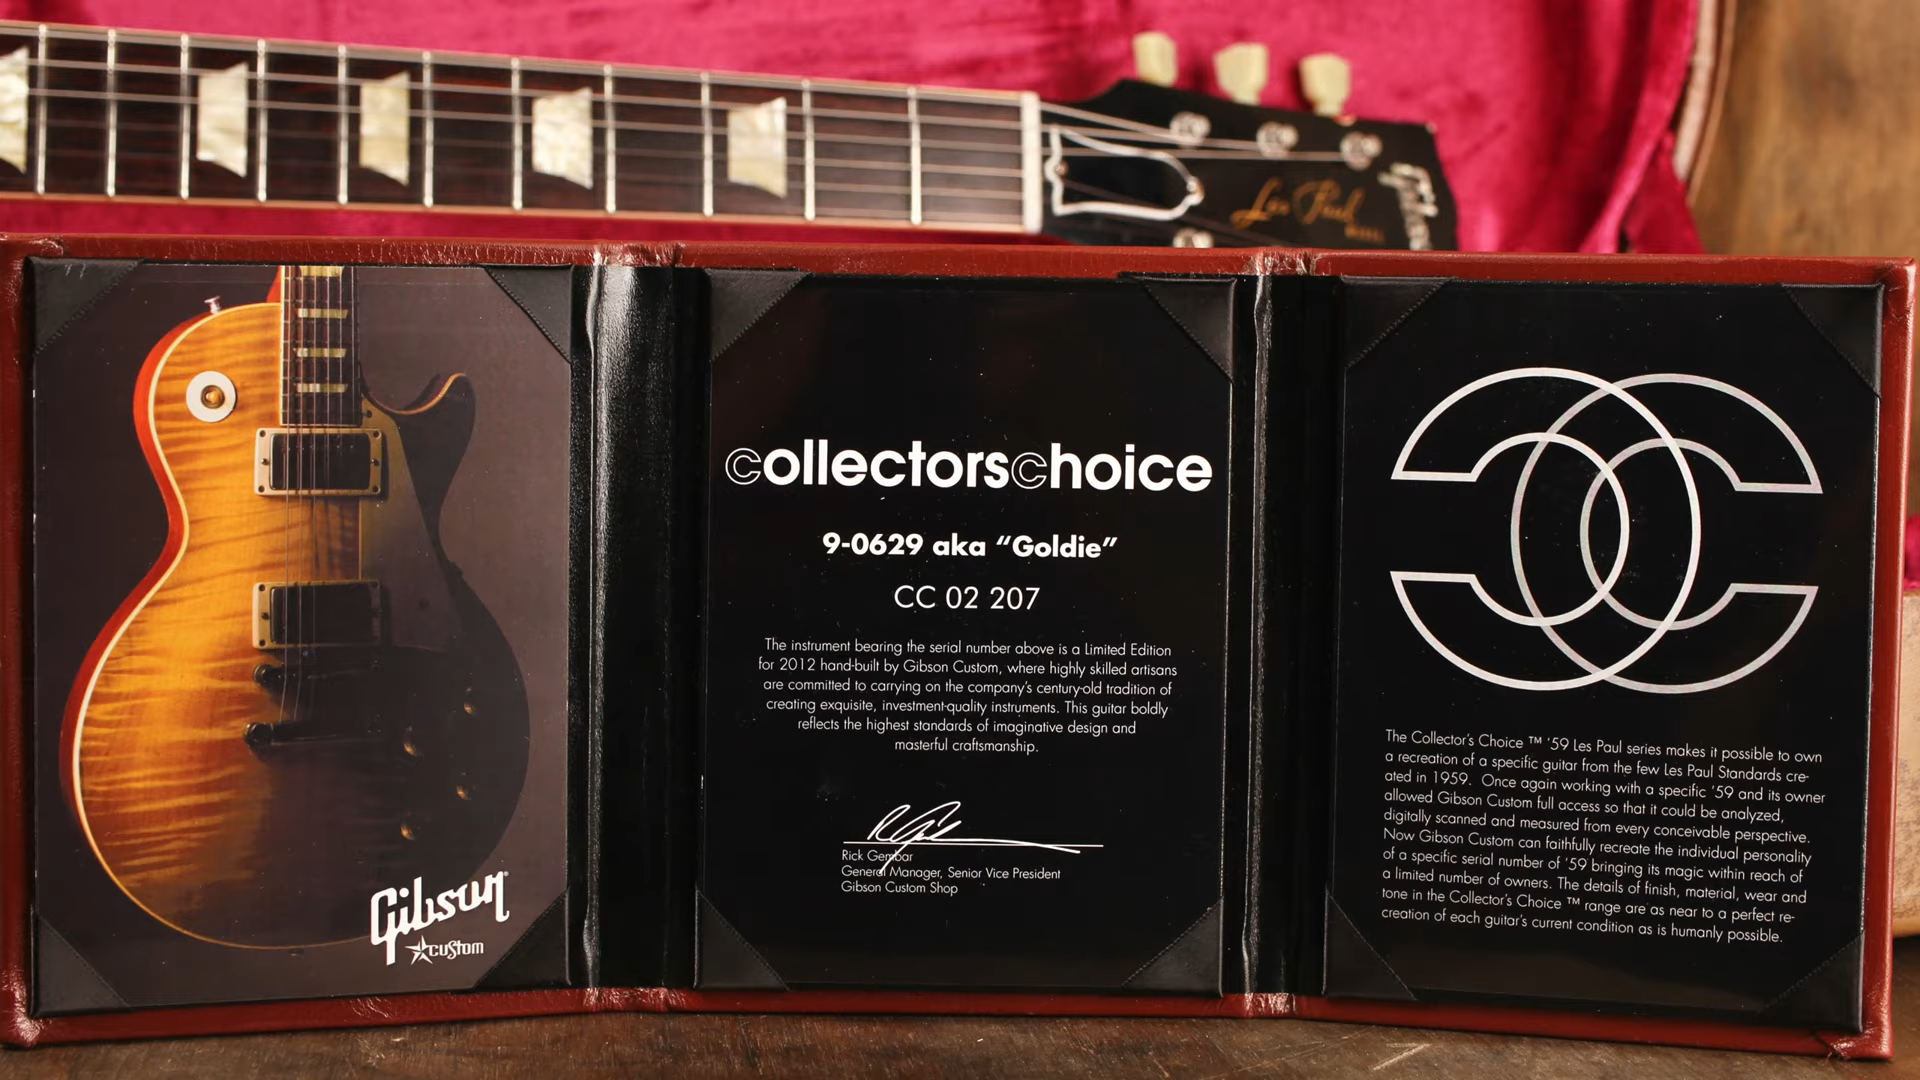 Les Paul
MODEL
Gibson
Gibson
custom
collectorschoice
9-0629 aka “Goldie”
CC 02 207
The instrument bearing the serial number above is a Limited Edition
for 2012 hand-built by Gibson Custom, where highly skilled artisans
are committed to carrying on the company's century-old tradition of
creating exquisite, investment-quality instruments. This guitar boldly
reflects the highest standards of imaginative design and
masterful craftsmanship.
Rick Gembar
General Manager, Senior Vice President
Gibson Custom Shop
The Collector's Choice ™ '59 Les Paul series makes it possible to own
a recreation of a specific guitar from the few Les Paul Standards cre-
ated in 1959. Once again working with a specific '59 and its owner
allowed Gibson Custom full access so that it could be analyzed,
digitally scanned and measured from every conceivable perspective.
Now Gibson Custom can faithfully recreate the individual personality
of a specific serial number of '59 bringing its magic within reach of
a limited number of owners. The details of finish, material, wear and
tone in the Collector's Choice ™ range are as near to a perfect re-
creation of each guitar's current condition as is humanly possible.